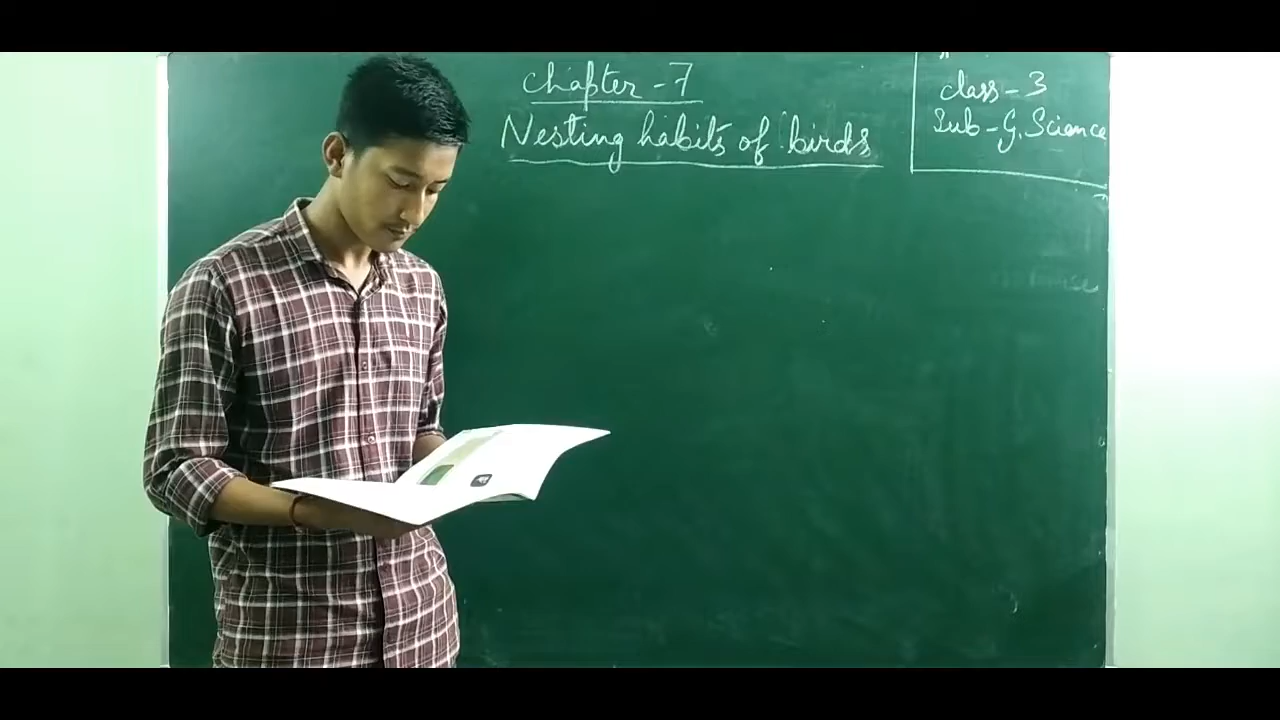 Chapter - 7
Nesting habits of birds
class - 3
Sub - G. Science